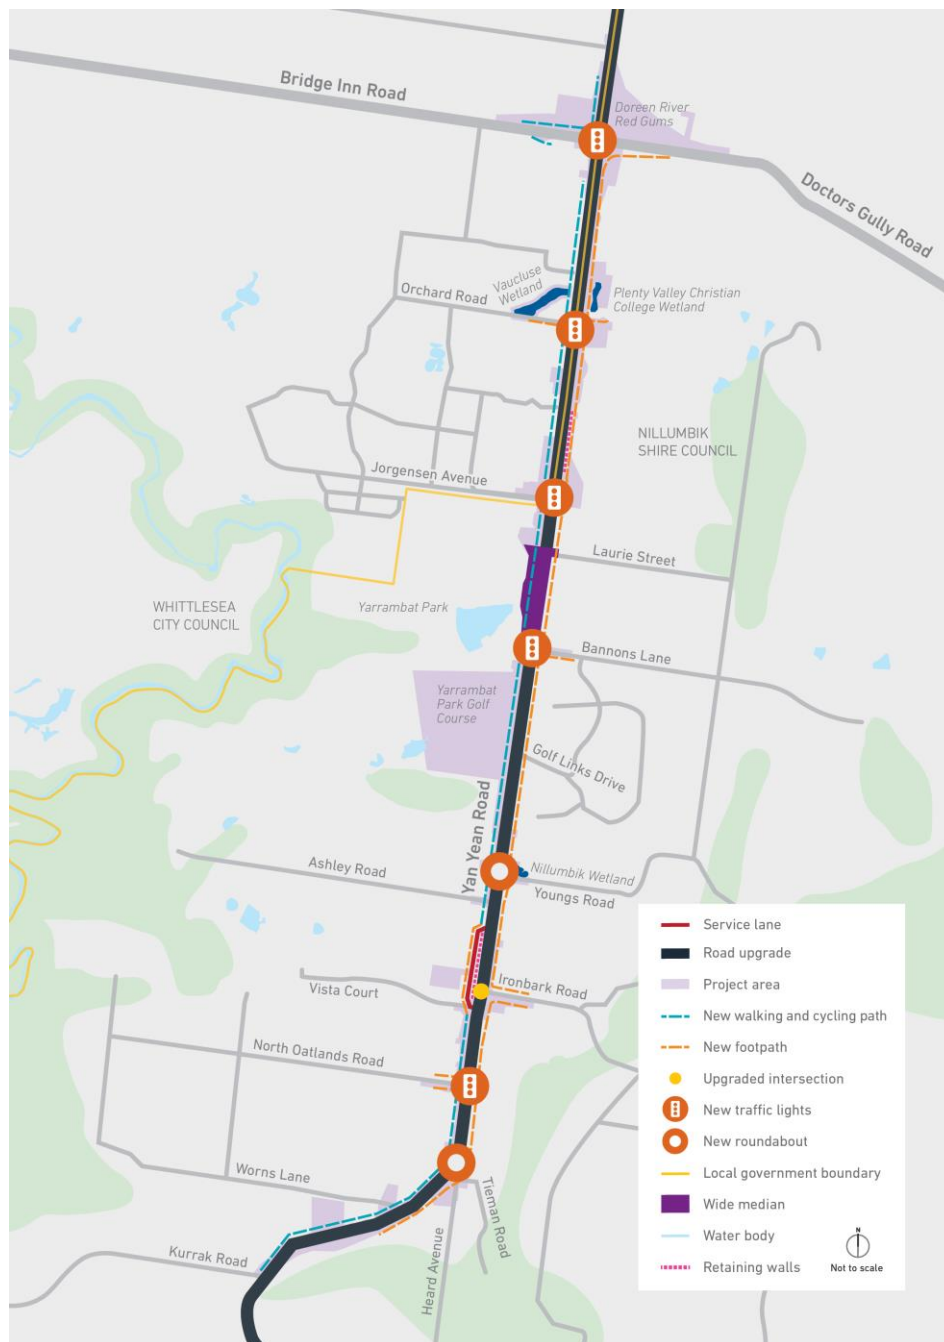 Bridge Inn Road
Doreen River
Red Gums
Doctors Gully Road
Vaucluse
Wetland
Orchard Road
Plenty Valley Christian
College Wetland
NILLUMBIK
SHIRE COUNCIL
Jorgensen Avenue
Laurie Street
WHITTLESEA
CITY COUNCIL
Yarrambat Park
Bannons Lane
Yarrambat
Park Golf
Course
Golf Links Drive
Yan Yean Road
Ashley Road
Nillumbik Wetland
Youngs Road
Ironbark Road
Vista Court
North Oatlands Road
Worns Lane
Tieman Road
Kurrak Road
Heard Avenue
Service lane
Road upgrade
Project area
New walking and cycling path
New footpath
Upgraded intersection
New traffic lights
New roundabout
Local government boundary
Wide median
Water body
Retaining walls
N
Not to scale